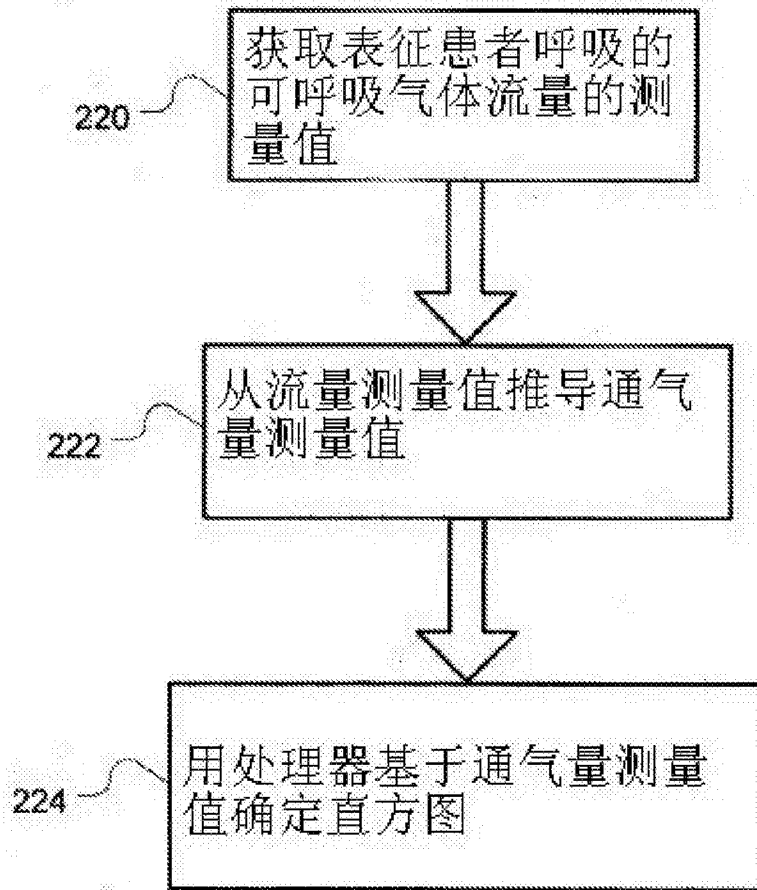 获取表征患者呼吸的
可呼吸气体流量的测
量值
220
从流量测量值推导通气
量测量值
222
用处理器基于通气量测量
值确定直方图
224